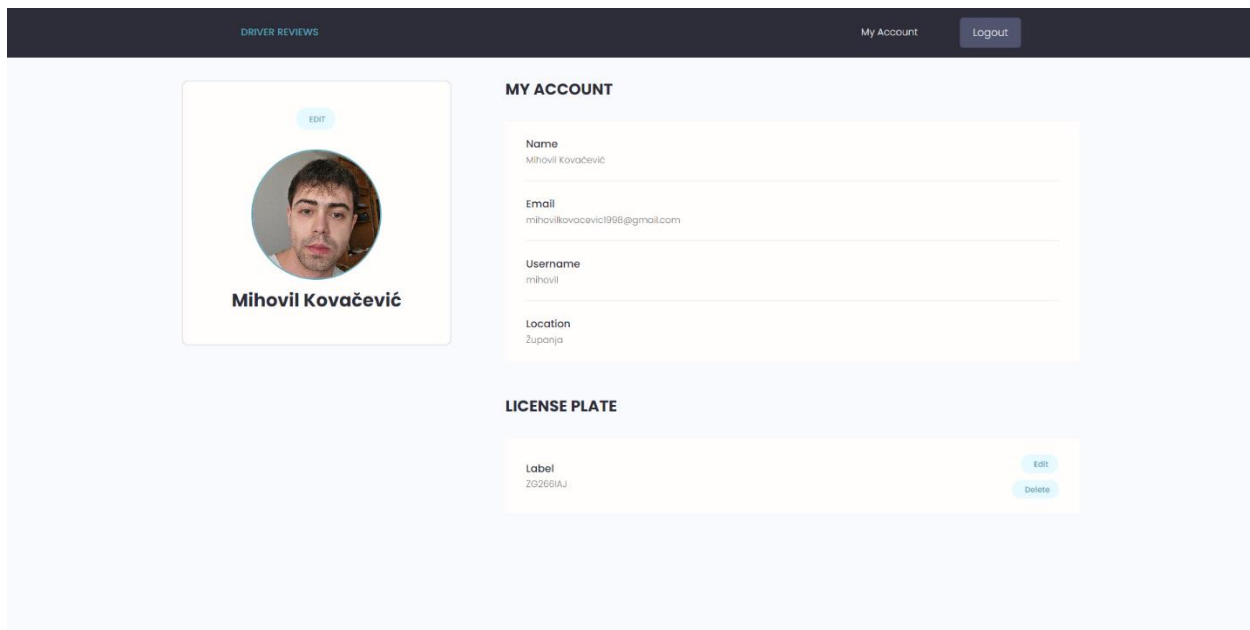 DRIVER REVIEWS
My Account
Logout
EDIT
Mihovil Kovačević
MY ACCOUNT
Name
Mihovil Kovačević
Email
mihovilkovacevic1998@gmail.com
Username
mihovil
Location
Županja
LICENSE PLATE
Label
ZG266IAJ
Edit
Delete